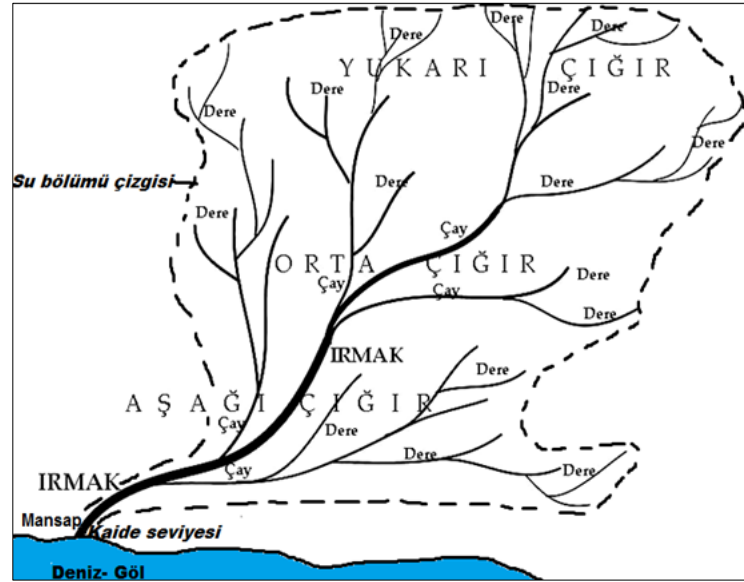 Dere
Dere
Dere
Dere
YUKARI ÇIĞIR
Dere
Dere
Dere
Su bölümü çizgisi
Dere
Dere
Dere
Çay
ORTA ÇIĞIR
Dere
Çay
Çay
Dere
IRMAK
Dere
AŞAĞI ÇIĞIR
Çay
Dere
Dere
Çay
Dere
IRMAK
Mansap
Kaide seviyesi
Deniz- Göl